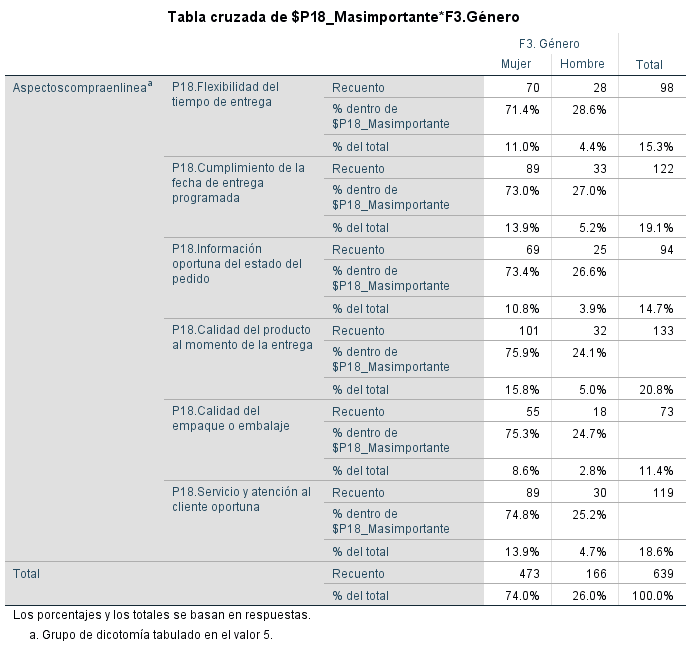 Tabla cruzada de $P18_Masimportante*F3.Género
F3. Género
Mujer Hombre Total
Aspectoscompraenlineaª P18.Flexibilidad del tiempo de entrega Recuento 70 28 98
% dentro de $P18_Masimportante 71.4% 28.6%
% del total 11.0% 4.4% 15.3%
P18.Cumplimiento de la fecha de entrega programada Recuento 89 33 122
% dentro de $P18_Masimportante 73.0% 27.0%
% del total 13.9% 5.2% 19.1%
P18.Información oportuna del estado del pedido Recuento 69 25 94
% dentro de $P18_Masimportante 73.4% 26.6%
% del total 10.8% 3.9% 14.7%
P18.Calidad del producto al momento de la entrega Recuento 101 32 133
% dentro de $P18_Masimportante 75.9% 24.1%
% del total 15.8% 5.0% 20.8%
P18.Calidad del empaque o embalaje Recuento 55 18 73
% dentro de $P18_Masimportante 75.3% 24.7%
% del total 8.6% 2.8% 11.4%
P18.Servicio y atención al cliente oportuna Recuento 89 30 119
% dentro de $P18_Masimportante 74.8% 25.2%
% del total 13.9% 4.7% 18.6%
Total Recuento 473 166 639
% del total 74.0% 26.0% 100.0%
Los porcentajes y los totales se basan en respuestas.
a. Grupo de dicotomía tabulado en el valor 5.